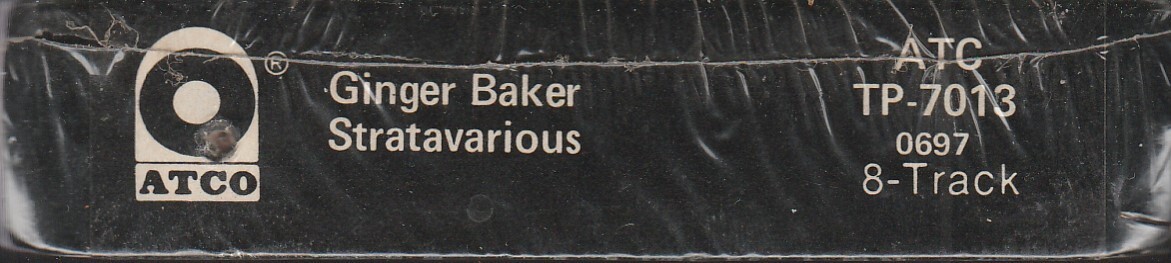 ATCO
®
Ginger Baker
Stratavarious
ATC
TP-7013
0697
8-Track